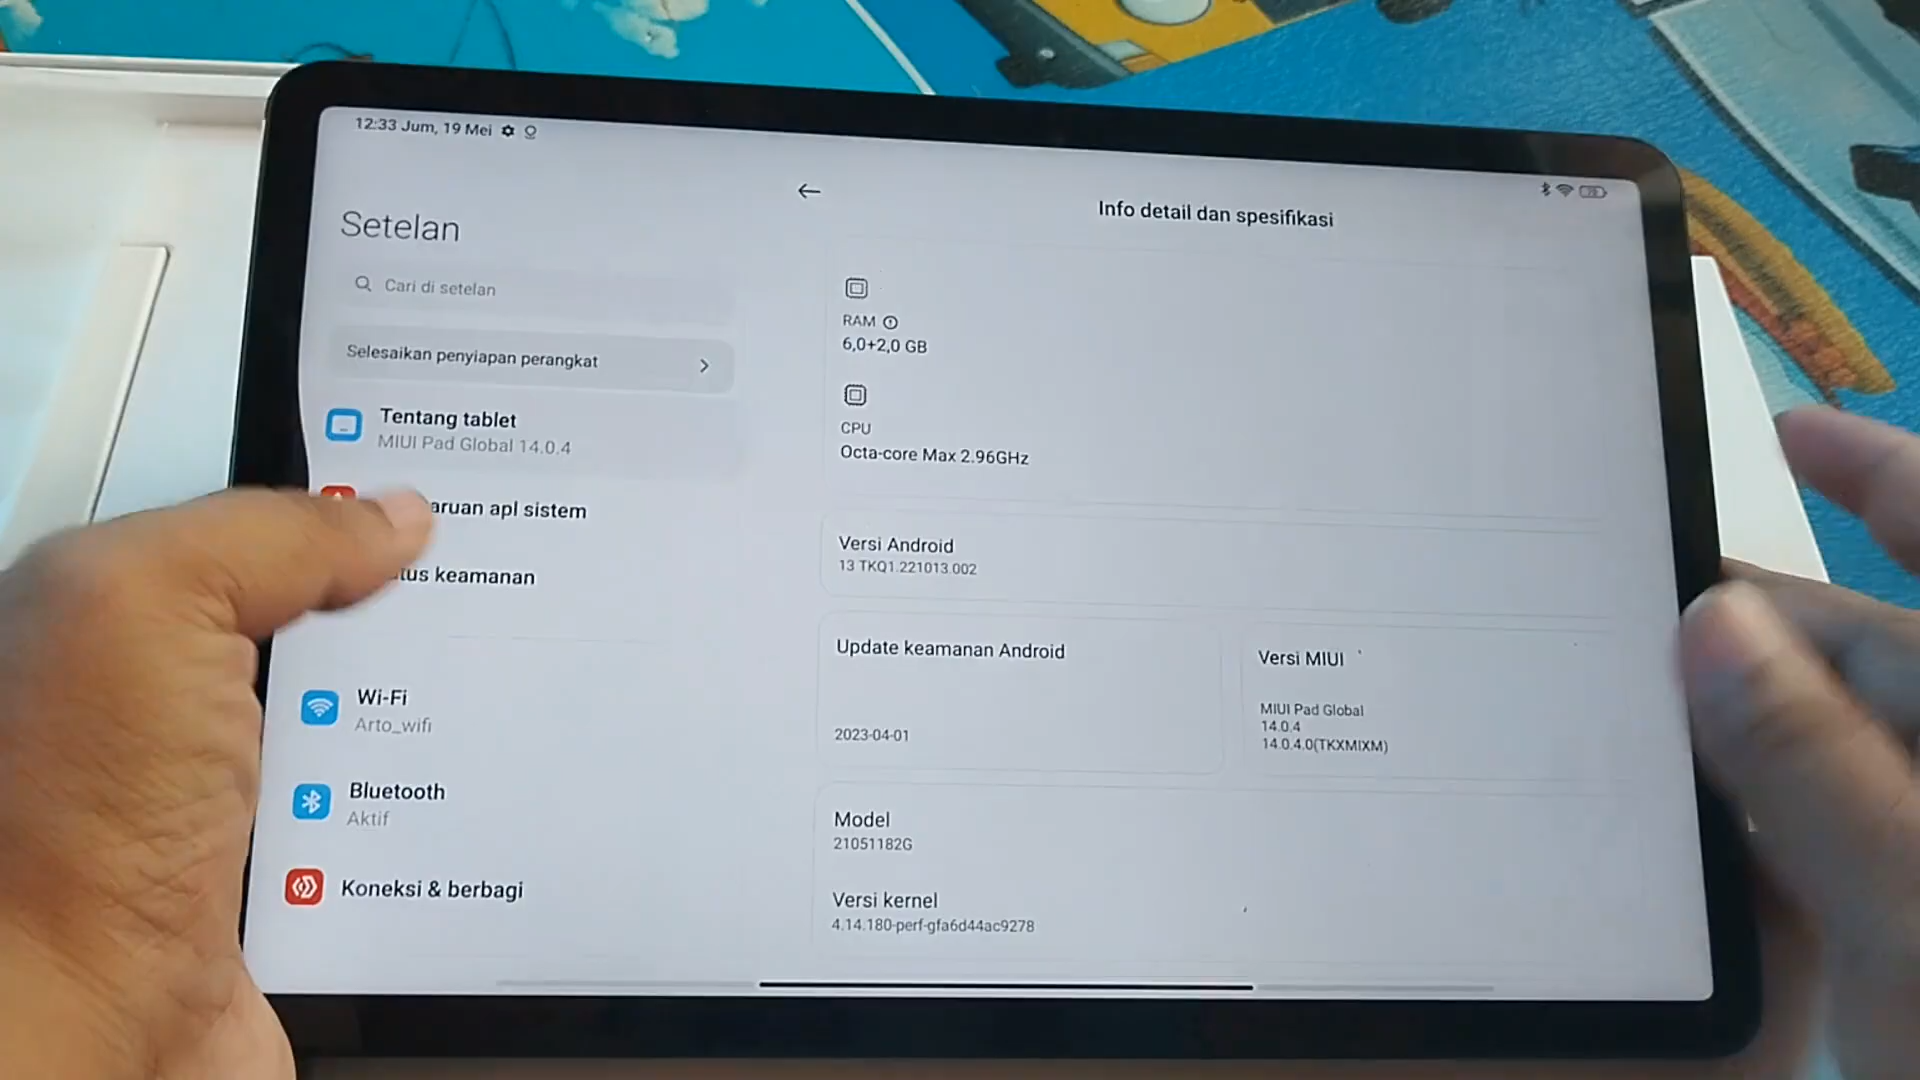 12:33 Jum, 19 Mei
Setelan
Cari di setelan
Selesaikan penyiapan perangkat
Tentang tablet
MIUI Pad Global 14.0.4
aruan apl sistem
tus keamanan
Wi-Fi
Arto_wifi
Bluetooth
Aktif
Koneksi & berbagi
Info detail dan spesifikasi
RAM
6,0+2,0 GB
CPU
Octa-core Max 2.96GHz
Versi Android
13 TKQ1.221013.002
Update keamanan Android
2023-04-01
Versi MIUI
MIUI Pad Global
14.0.4
14.0.4.0(TKXMIXM)
Model
21051182G
Versi kernel
4.14.180-perf-gfa6d44ac9278